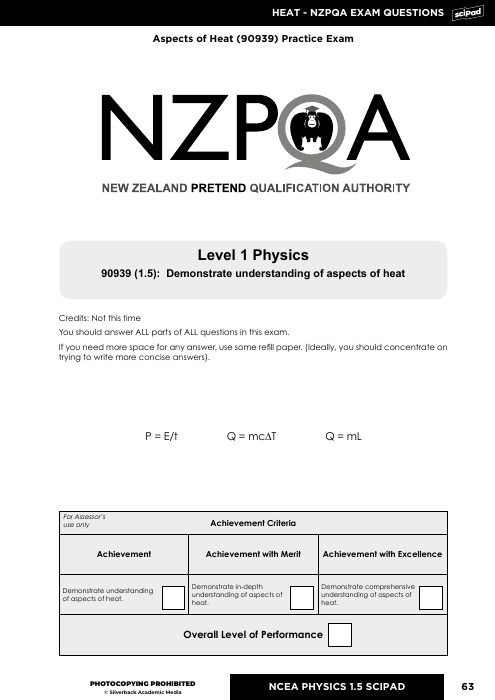 HEAT - NZPQA EXAM QUESTIONS scipad
Aspects of Heat (90939) Practice Exam
NZPQA
NEW ZEALAND PRETEND QUALIFICATION AUTHORITY
Level 1 Physics
90939 (1.5): Demonstrate understanding of aspects of heat
Credits: Not this time
You should answer ALL parts of ALL questions in this exam.
If you need more space for any answer, use some refill paper. (Ideally, you should concentrate on
trying to write more concise answers).
P = E/t Q = mcΔT Q = mL
For Assessor's
use only
Achievement Criteria
Achievement Achievement with Merit Achievement with Excellence
Demonstrate understanding
of aspects of heat.
Demonstrate in-depth
understanding of aspects of
heat.
Demonstrate comprehensive
understanding of aspects of
heat.
Overall Level of Performance
PHOTOCOPYING PROHIBITED
© Silverback Academic Media
NCEA PHYSICS 1.5 SCIPAD
63